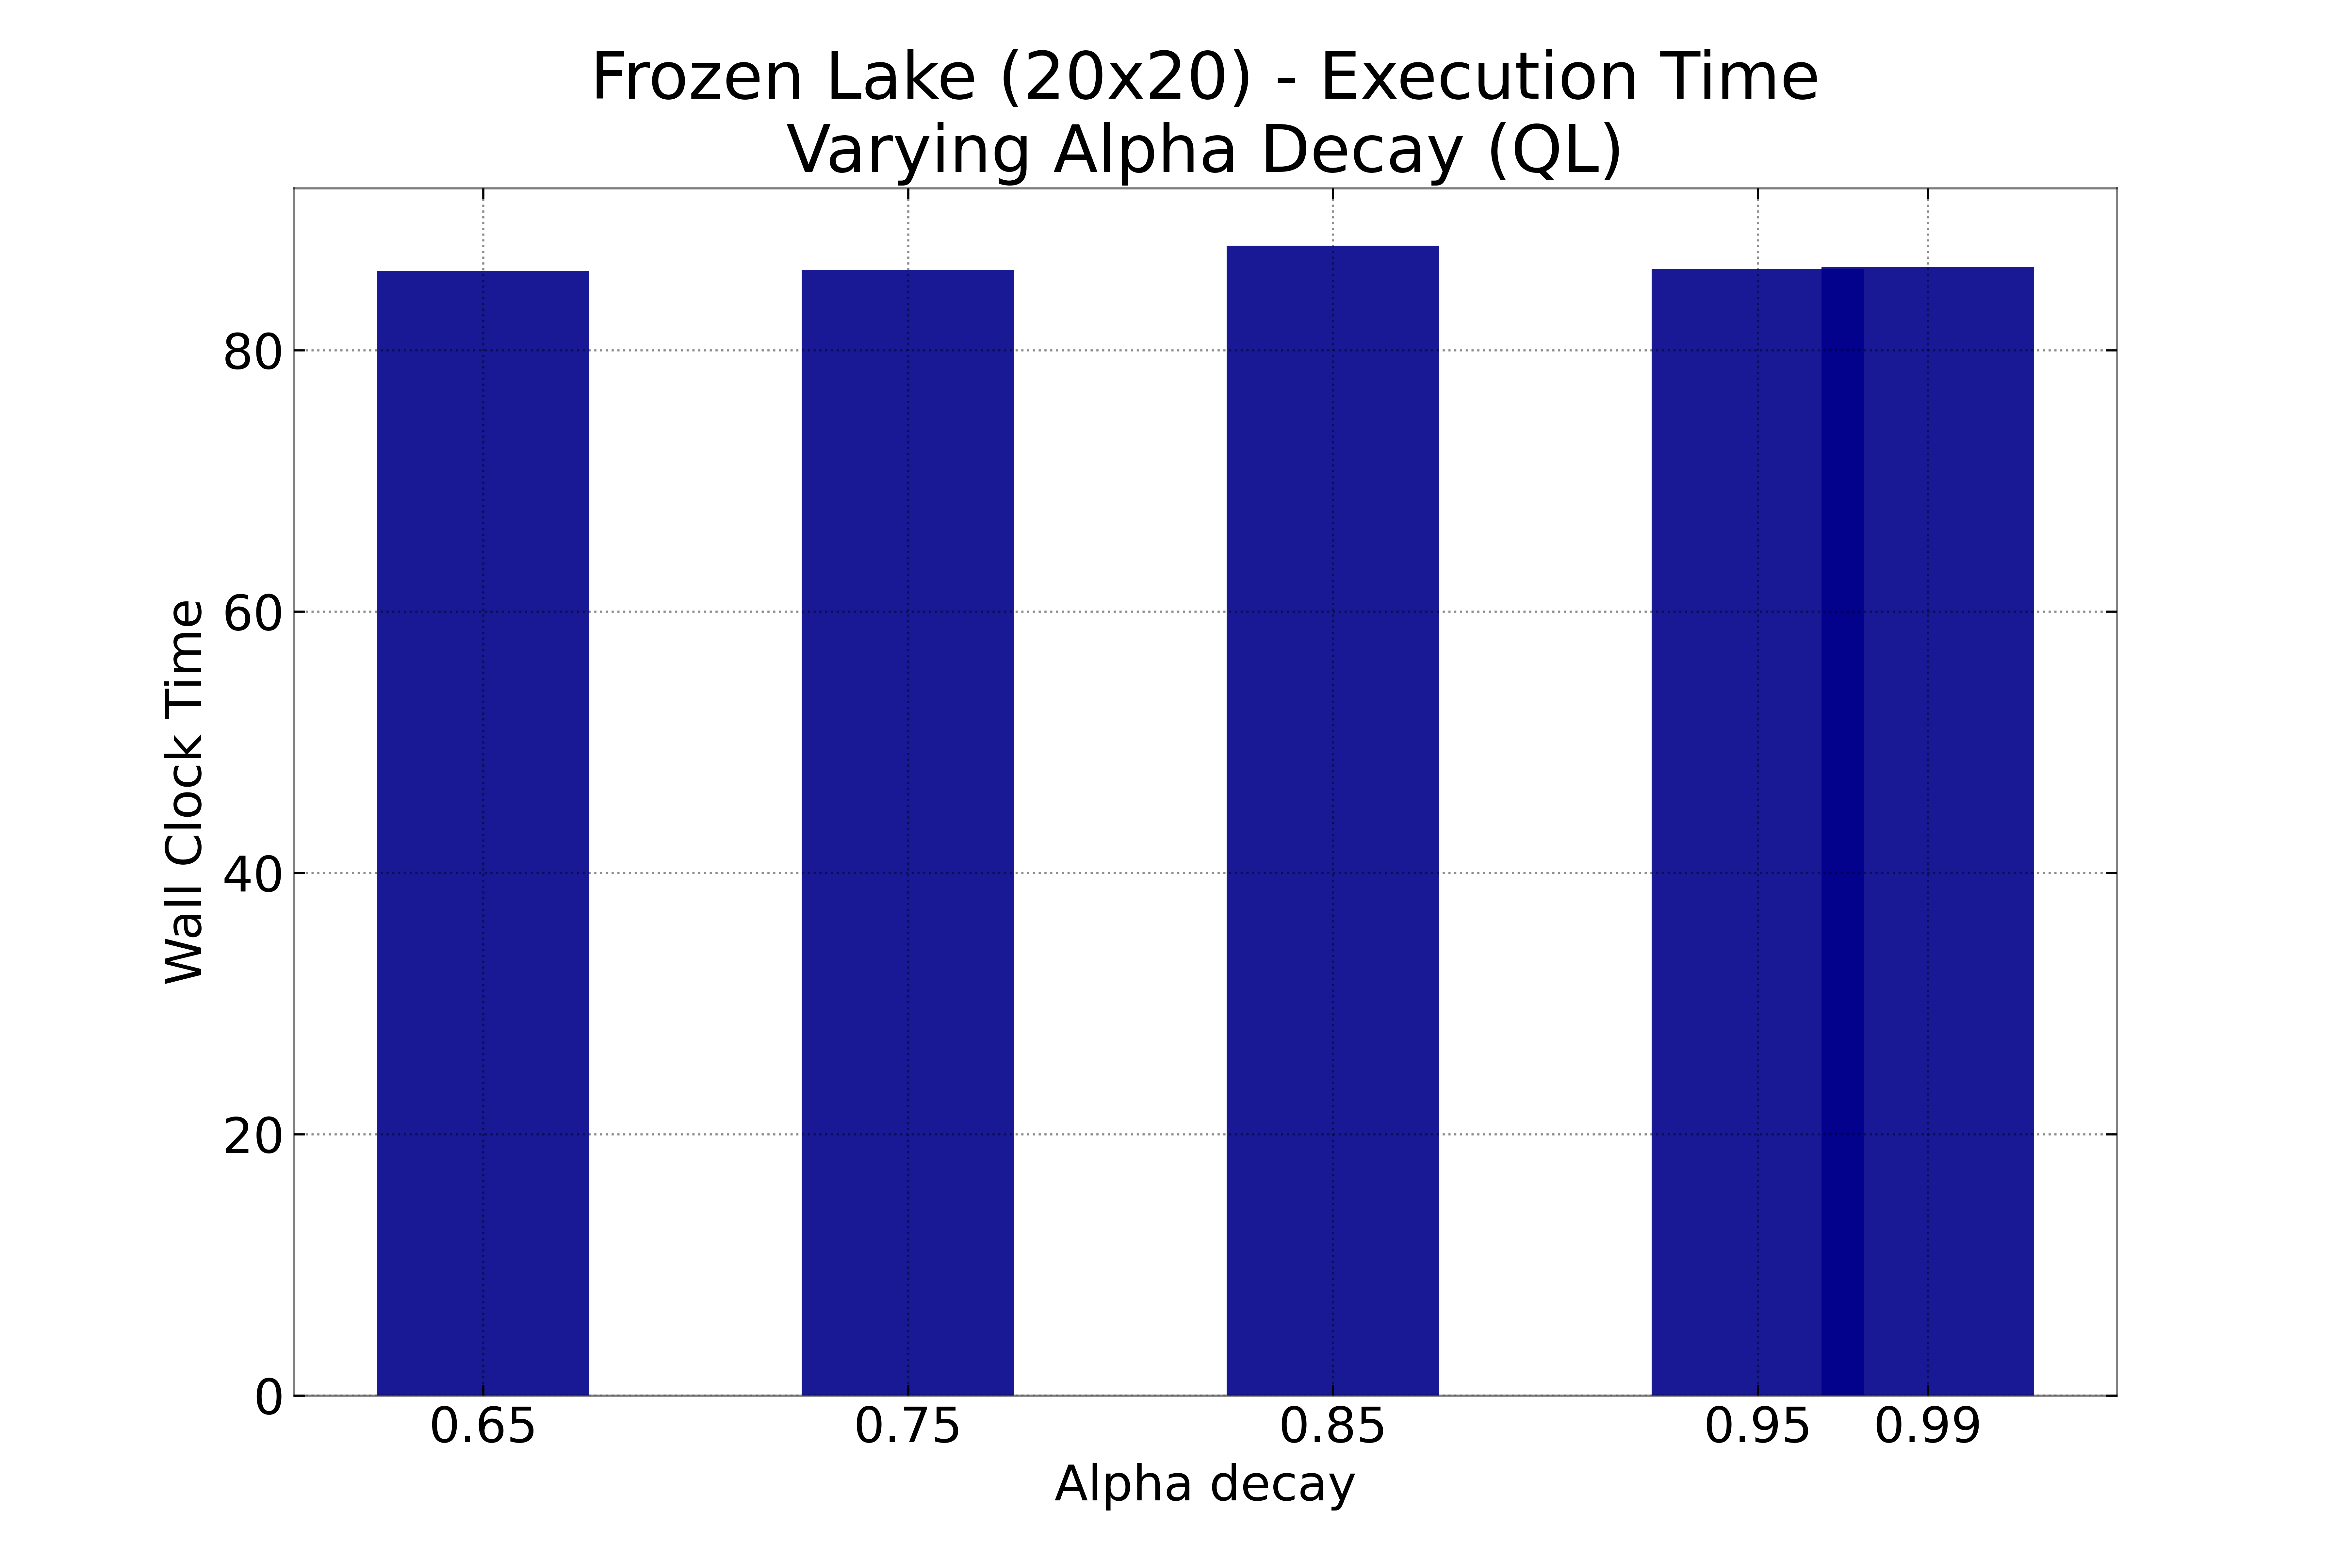 Frozen Lake (20x20) - Execution Time
Varying Alpha Decay (QL)
Wall Clock Time
80
60
40
20
0
0.65 0.75 0.85 0.95 0.99
Alpha decay